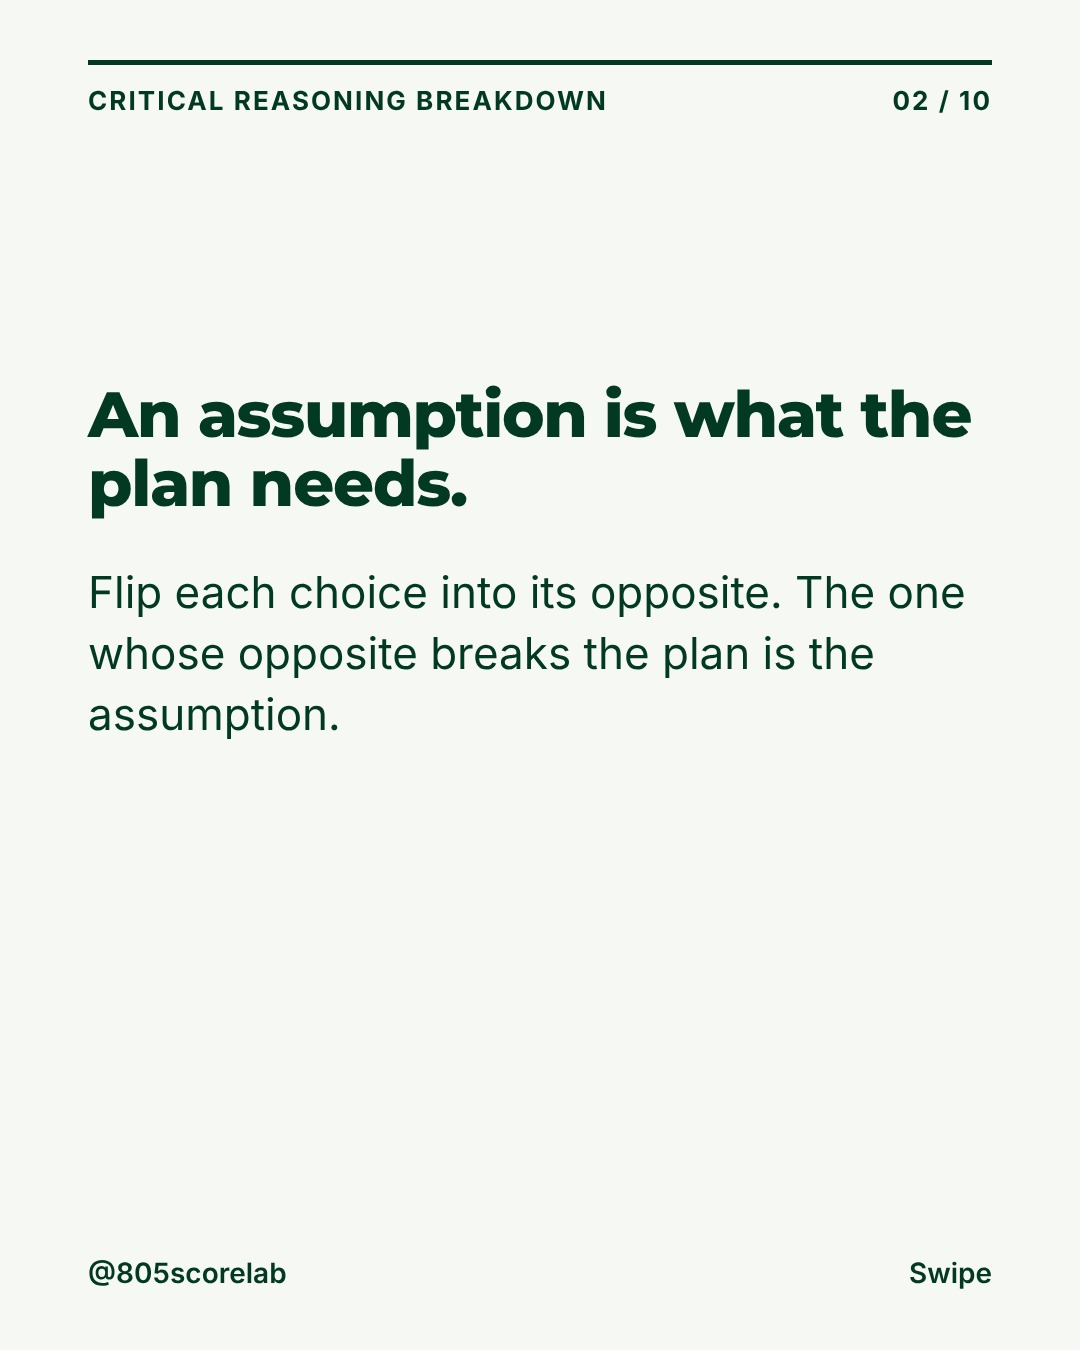 CRITICAL REASONING BREAKDOWN
02 / 10
An assumption is what the
plan needs.
Flip each choice into its opposite. The one
whose opposite breaks the plan is the
assumption.
@805scorelab
Swipe